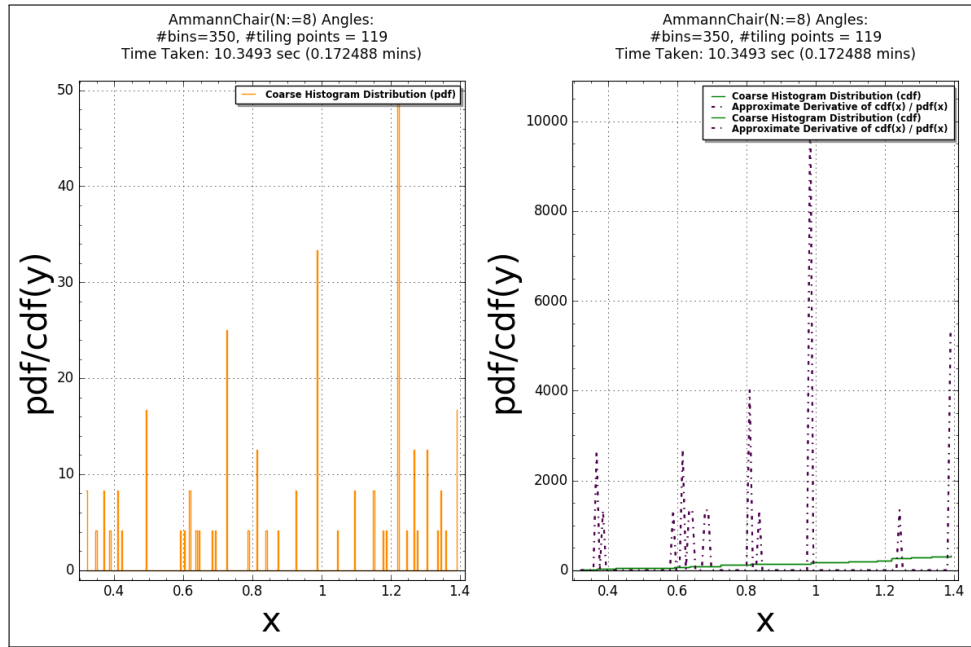 AmmannChair(N:=8) Angles:
#bins=350, #tiling points = 119
Time Taken: 10.3493 sec (0.172488 mins)
Coarse Histogram Distribution (pdf)
pdf/cdf(y)
50
40
30
20
10
0
0.4
0.6
0.8
1
1.2
1.4
x
AmmannChair(N:=8) Angles:
#bins=350, #tiling points = 119
Time Taken: 10.3493 sec (0.172488 mins)
Coarse Histogram Distribution (cdf)
Approximate Derivative of cdf(x) / pdf(x)
Coarse Histogram Distribution (cdf)
Approximate Derivative of cdf(x) / pdf(x)
pdf/cdf(y)
10000
8000
6000
4000
2000
0
0.4
0.6
0.8
1
1.2
1.4
x